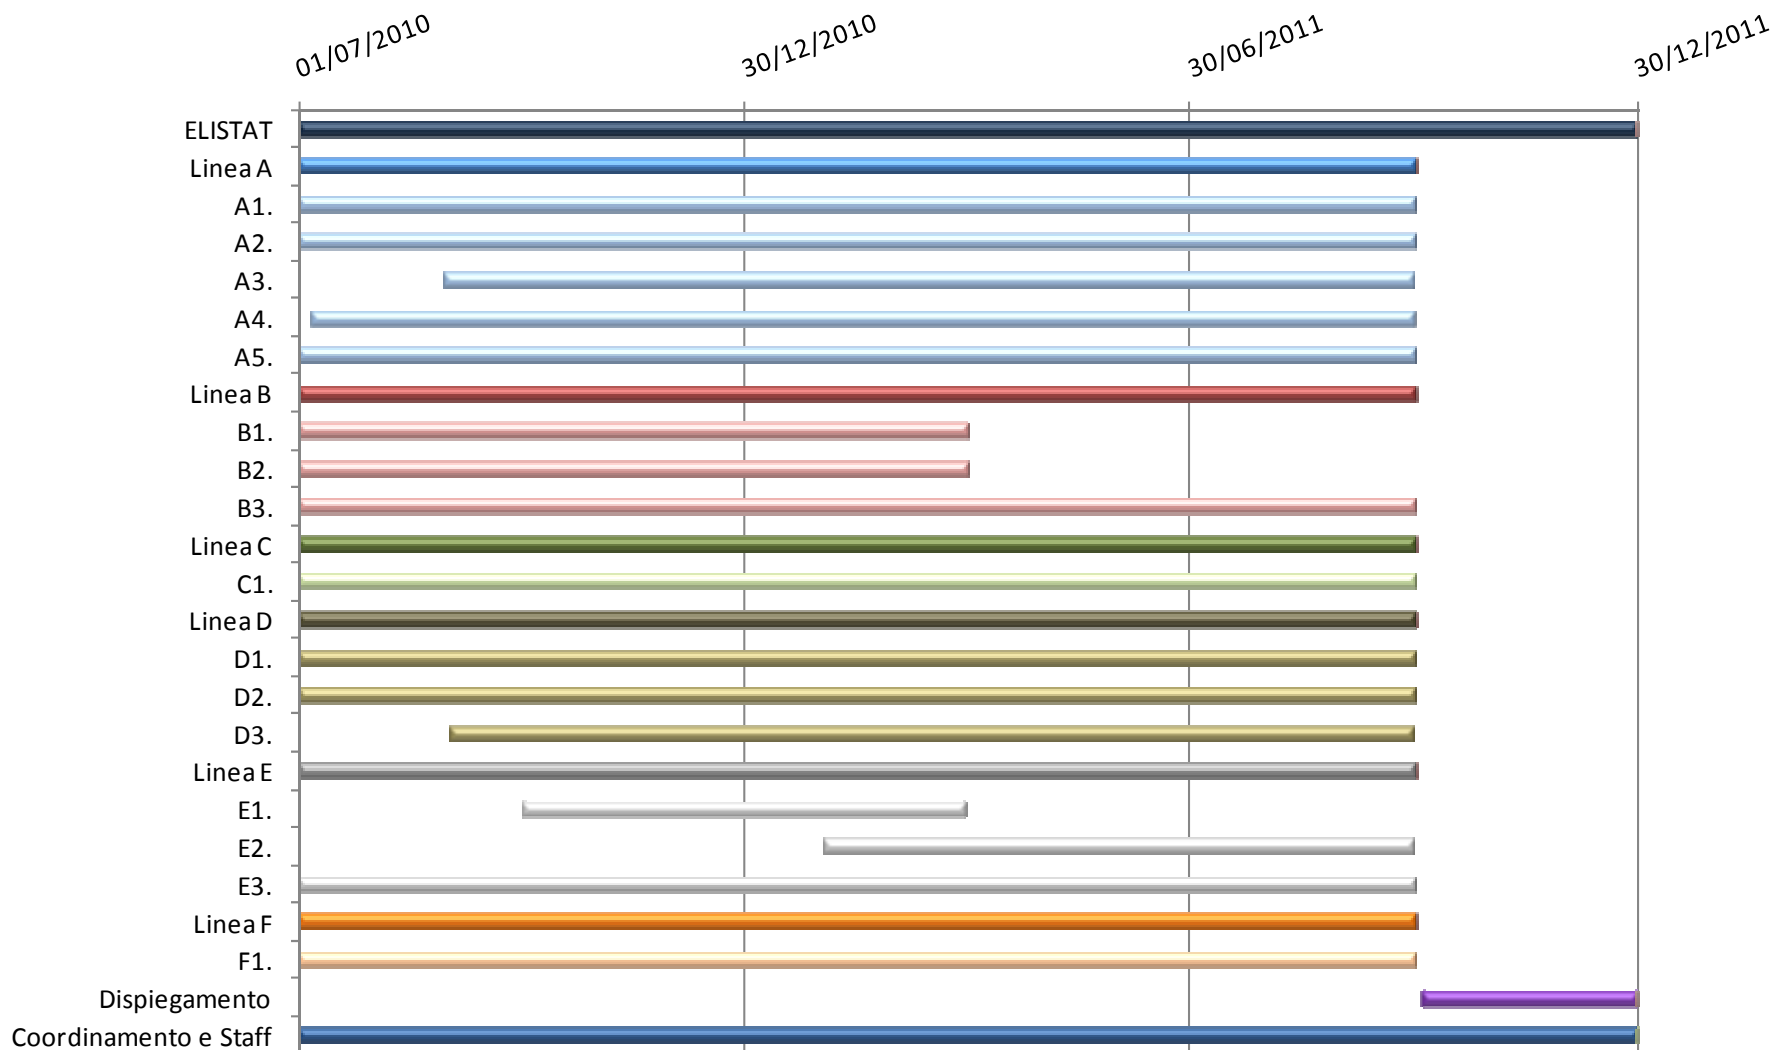 01/07/2010
30/12/2010
30/06/2011
30/12/2011
ELISTAT
Linea A
A1.
A2.
A3.
A4.
A5.
Linea B
B1.
B2.
B3.
Linea C
C1.
Linea D
D1.
D2.
D3.
Linea E
E1.
E2.
E3.
Linea F
F1.
Dispiegamento
Coordinamento e Staff